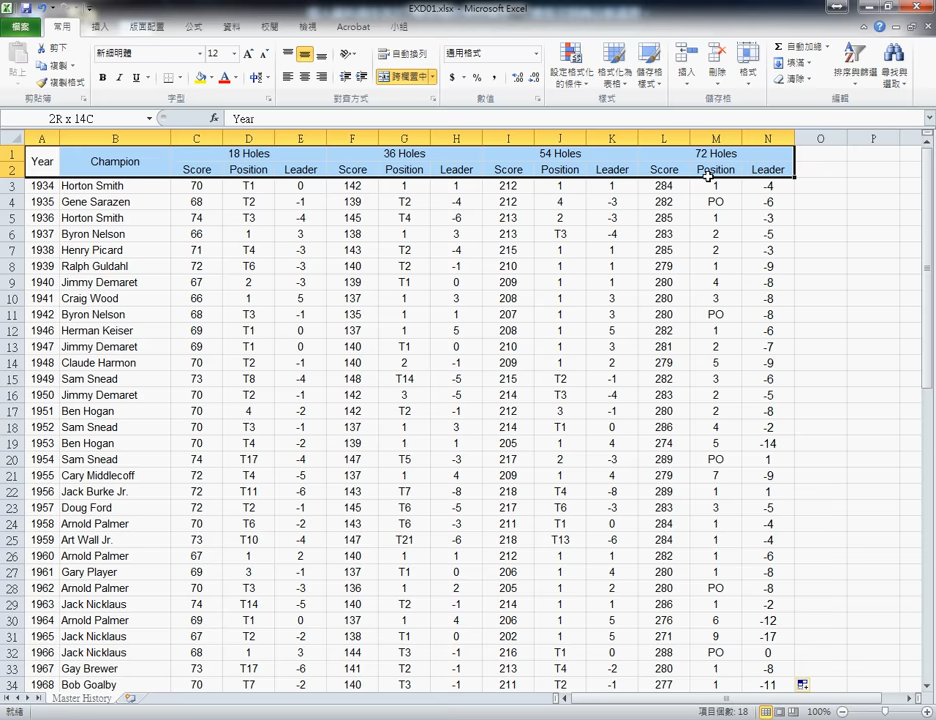 EXD01.xlsx - Microsoft Excel
檔案 常用 插入 版面配置 公式 資料 校閱 檢視 Acrobat 小組
貼上 剪下 複製 複製格式 剪貼簿
新細明體 12 字型
自動換列 跨欄置中 對齊方式
通用格式 數值
設定格式化的條件 格式化為表格 儲存格樣式 樣式
插入 刪除 格式 儲存格
自動加總 填滿 清除 排序與篩選 尋找與選取 編輯
2R x 14C fx Year
A B C D E F G H I J K L M N O P
1 Year Champion 18 Holes 36 Holes 54 Holes 72 Holes
2 Score Position Leader Score Position Leader Score Position Leader Score Position Leader
3 1934 Horton Smith 70 T1 0 142 1 1 212 1 1 284 1 -4
4 1935 Gene Sarazen 68 T2 -1 139 T2 -4 212 4 -3 282 PO -6
5 1936 Horton Smith 74 T3 -4 145 T4 -6 213 2 -3 285 1 -3
6 1937 Byron Nelson 66 1 3 138 1 3 213 T3 -4 283 2 -5
7 1938 Henry Picard 71 T4 -3 143 T2 -4 215 1 1 285 2 -3
8 1939 Ralph Guldahl 72 T6 -3 140 T2 -1 210 1 1 279 1 -9
9 1940 Jimmy Demaret 67 2 -3 139 T1 0 209 1 1 280 4 -8
10 1941 Craig Wood 66 1 5 137 1 3 208 1 3 280 3 -8
11 1942 Byron Nelson 68 T3 -1 135 1 1 207 1 3 280 PO -8
12 1946 Herman Keiser 69 T1 0 137 1 5 208 1 5 282 1 -6
13 1947 Jimmy Demaret 69 T1 0 140 T1 0 210 1 3 281 2 -7
14 1948 Claude Harmon 70 T2 -1 140 2 -1 209 1 2 279 5 -9
15 1949 Sam Snead 73 T8 -4 148 T14 -5 215 T2 -1 282 3 -6
16 1950 Jimmy Demaret 70 T2 -1 142 3 -5 214 T3 -4 283 2 -5
17 1951 Ben Hogan 70 4 -2 142 T2 -1 212 3 -1 280 2 -8
18 1952 Sam Snead 70 T2 -1 137 1 3 214 T1 0 286 4 -2
19 1953 Ben Hogan 70 T4 -2 139 1 1 205 1 4 274 5 -14
20 1954 Sam Snead 74 T17 -4 147 T5 -3 217 2 -3 289 PO 1
21 1955 Cary Middlecoff 72 T4 -5 137 1 4 209 1 4 279 7 -9
22 1956 Jack Burke Jr. 72 T11 -6 143 T7 -8 218 T4 -8 289 1 1
23 1957 Doug Ford 72 T2 -1 145 T6 -5 217 T6 -3 283 3 -5
24 1958 Arnold Palmer 70 T6 -2 143 T6 -3 211 T1 0 284 1 -4
25 1959 Art Wall Jr. 73 T10 -4 147 T21 -6 218 T13 -6 284 1 -4
26 1960 Arnold Palmer 67 1 2 140 1 1 212 1 1 282 1 -6
27 1961 Gary Player 69 3 -1 137 T1 0 206 1 4 280 1 -8
28 1962 Arnold Palmer 70 T3 -3 136 1 2 205 1 2 280 PO -8
29 1963 Jack Nicklaus 74 T14 -5 140 T2 -1 214 1 1 286 1 -2
30 1964 Arnold Palmer 69 T1 0 137 1 4 206 1 5 276 6 -12
31 1965 Jack Nicklaus 67 T2 -2 138 T1 0 202 1 5 271 9 -17
32 1966 Jack Nicklaus 68 1 3 144 T3 -1 216 T1 0 288 PO 0
33 1967 Gay Brewer 73 T17 -6 141 T2 -1 213 T4 -2 280 1 -8
34 1968 Bob Goalby 70 T7 -2 140 T3 -1 211 T2 -1 277 1 -11
Master History
就緒 項目個數: 18 100%